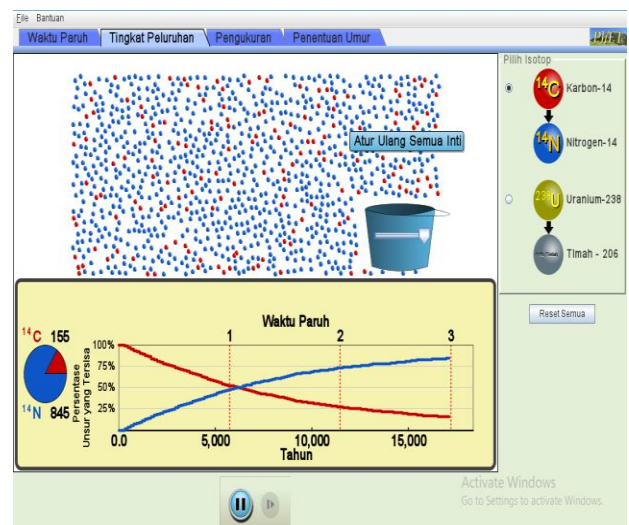 File Bantuan
Waktu Paruh Tingkat Peluruhan Pengukuran Penentuan Umur
PhET
Pilih Isotop
14C Karbon-14
14N Nitrogen-14
238U Uranium-238
Timah - 206
Reset Semua
Atur Ulang Semua Inti
Waktu Paruh
1 2 3
14C 155
14N 845
Persentase
Unsur yang Tersisa
100%
75%
50%
25%
0.0 5,000 10,000 15,000
Tahun
Activate Windows
Go to Settings to activate Windows.